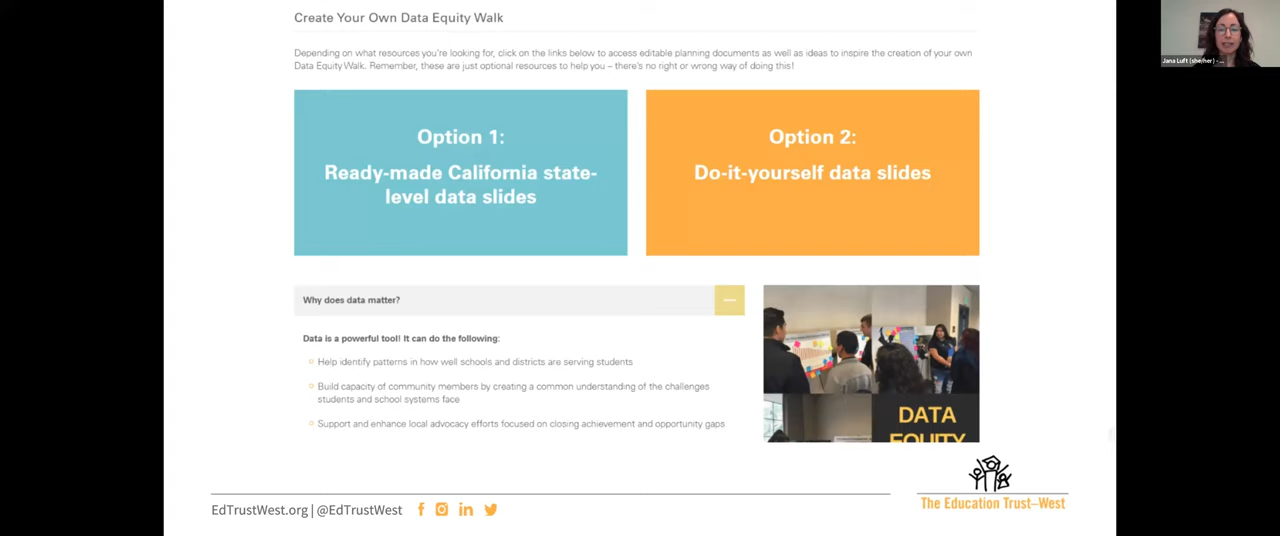 Create Your Own Data Equity Walk
Depending on what resources you're looking for, click on the links below to access editable planning documents as well as ideas to inspire the creation of your own
Data Equity Walk. Remember, these are just optional resources to help you – there's no right or wrong way of doing this!
Option 1:
Ready-made California state-
level data slides
Option 2:
Do-it-yourself data slides
Why does data matter?
Data is a powerful tool! It can do the following:
Help identify patterns in how well schools and districts are serving students
Build capacity of community members by creating a common understanding of the challenges
students and school systems face
Support and enhance local advocacy efforts focused on closing achievement and opportunity gaps
DATA
EQUITY
EdTrustWest.org | @EdTrustWest
The Education Trust–West
Jana Luft (she/her) - ...